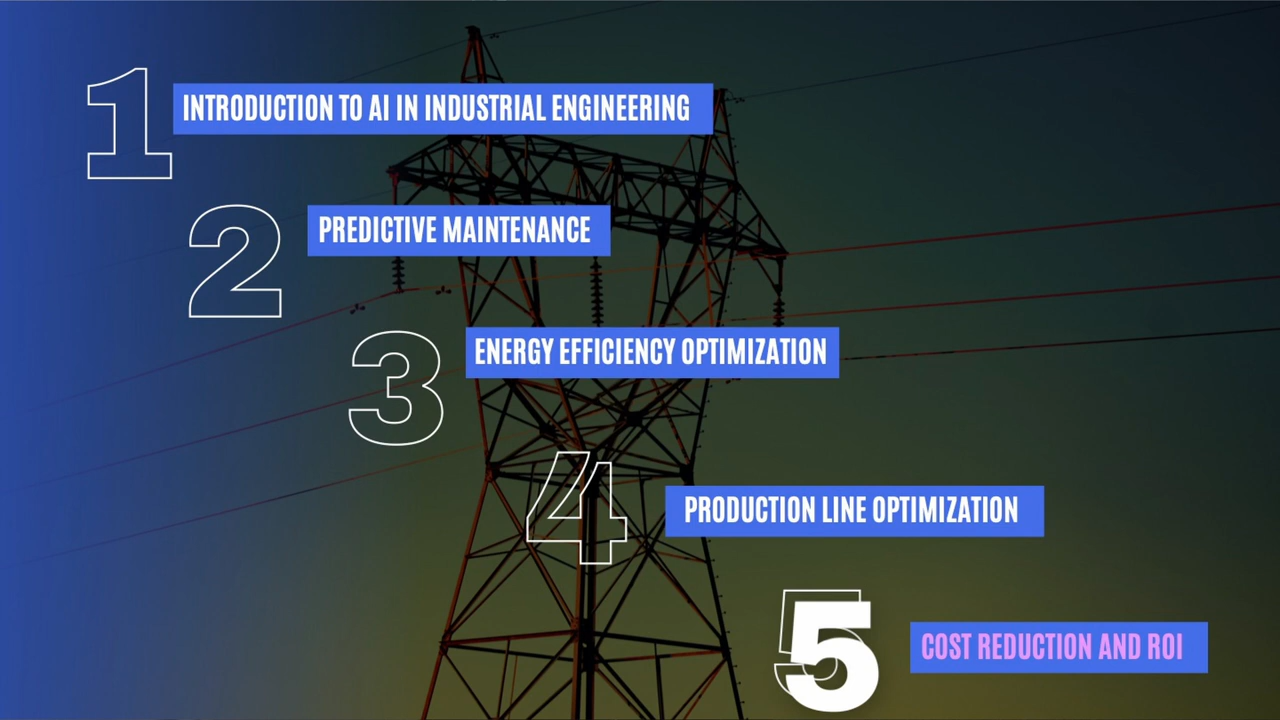 1
INTRODUCTION TO AI IN INDUSTRIAL ENGINEERING
2
PREDICTIVE MAINTENANCE
3
ENERGY EFFICIENCY OPTIMIZATION
4
PRODUCTION LINE OPTIMIZATION
5
COST REDUCTION AND ROI